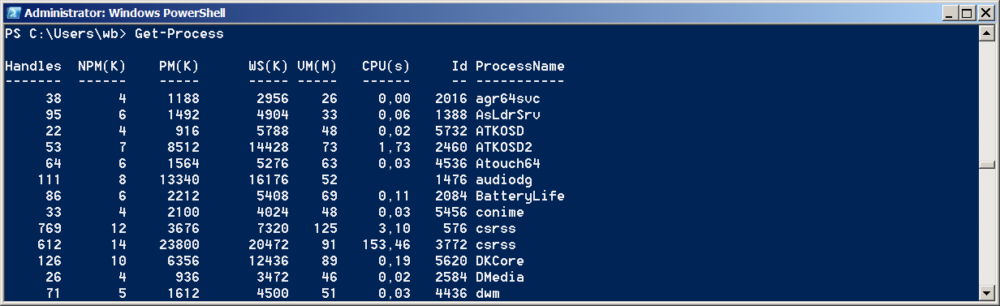 Administrator: Windows PowerShell
PS C:\Users\wb> Get-Process
Handles NPM(K) PM(K) WS(K) VM(M) CPU(s) Id ProcessName
------- ------ ----- ----- ----- ------ -- -----------
38 4 1188 2956 26 0,00 2016 agr64svc
95 6 1492 4904 33 0,06 1388 AsLdrSrv
22 4 916 5788 48 0,02 5732 ATKOSD
53 7 8512 14428 73 1,73 2460 ATKOSD2
64 6 1564 5276 63 0,03 4536 Atouch64
111 8 13340 16176 52 1476 audiodg
86 6 2212 5408 69 0,11 2084 BatteryLife
33 4 2100 4024 48 0,03 5456 conime
769 12 3676 7320 125 3,10 576 csrss
612 14 23800 20472 91 153,46 3772 csrss
126 10 6356 12436 89 0,19 5620 DKCore
26 4 936 3472 46 0,02 2584 DMedia
71 5 1612 4500 51 0,03 4436 dwm